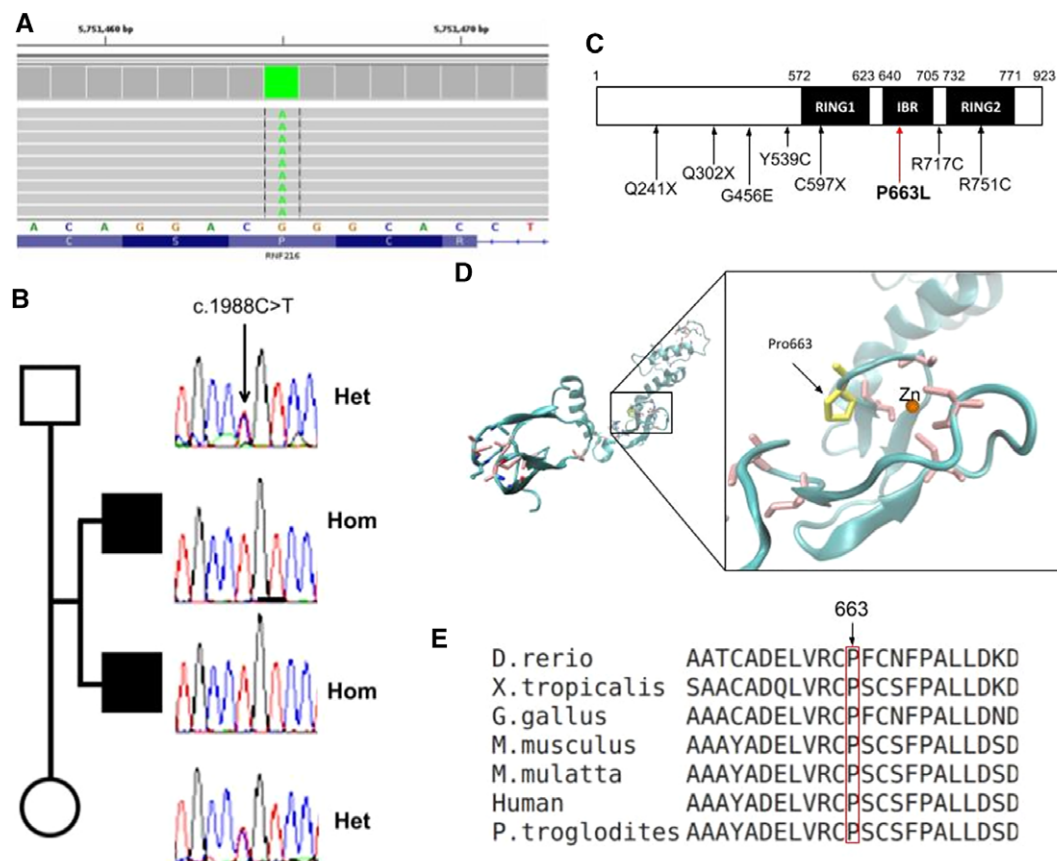 A
5,751,460 bp
5,751,470 bp
A
A
A
A
A
A
A
A
A C A G G A C G G G C A C C T
C S P C R
RNF216
B
c.1988C>T
Het
Hom
Hom
Het
C
1 572 623 640 705 732 771 923
RING1 IBR RING2
Q241X Q302X G456E Y539C C597X P663L R717C R751C
D
Pro663
Zn
E
663
D.rerio AATCADELVRCPFCNFPALLDKD
X.tropicalis SAACADQLVRCPSCSFPALLDKD
G.gallus AAACADELVRCPFCNFPALLDND
M.musculus AAAYADELVRCPSCSFPALLDSD
M.mulatta AAAYADELVRCPSCSFPALLDSD
Human AAAYADELVRCPSCSFPALLDSD
P.troglodites AAAYADELVRCPSCSFPALLDSD